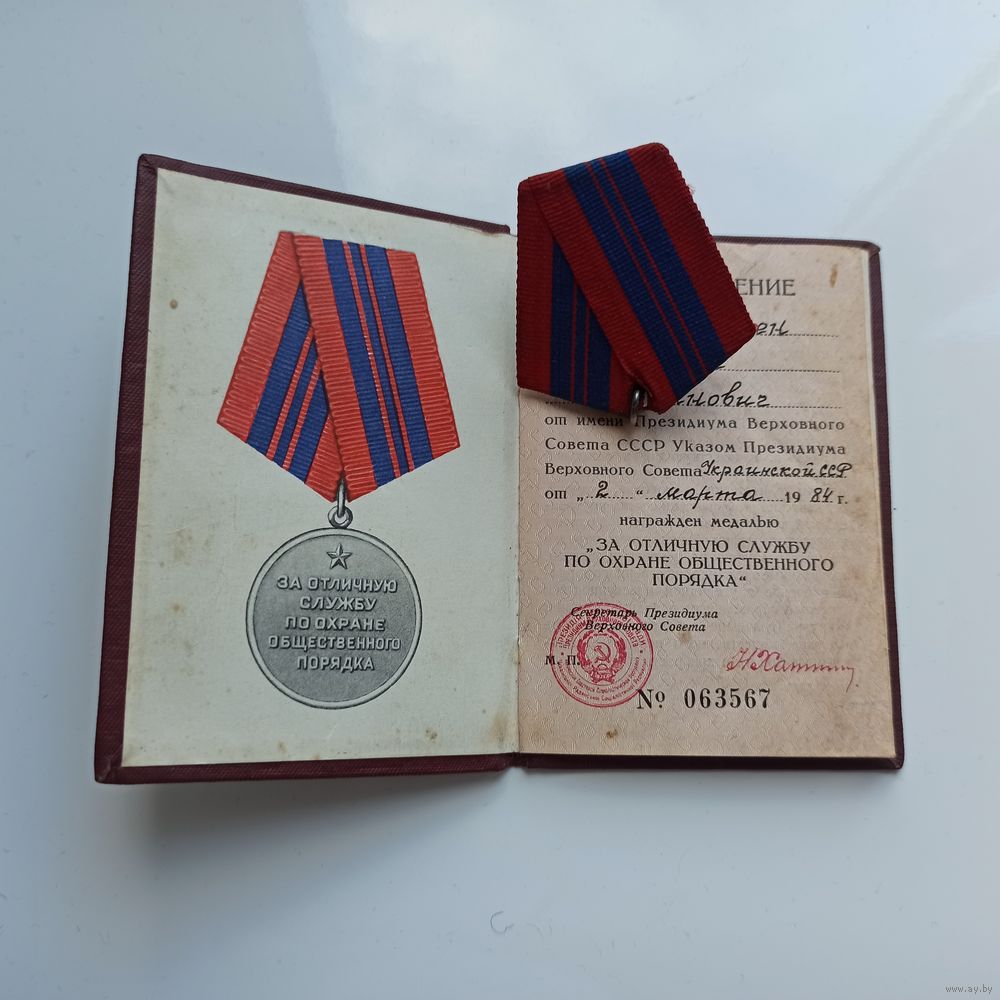 ЗА ОТЛИЧНУЮ
СЛУЖБУ
ПО ОХРАНЕ
ОБЩЕСТВЕННОГО
ПОРЯДКА
ЕНИЕ
ен
нович
от имени Президиума Верховного
Совета СССР Указом Президиума
Верховного Совета Украинской ССР
от „ 2 “ марта 1984 г.
награжден медалью
„ЗА ОТЛИЧНУЮ СЛУЖБУ
ПО ОХРАНЕ ОБЩЕСТВЕННОГО
ПОРЯДКА“
Секретарь Президиума
Верховного Совета
М. П.
№ 063567
www.ay.by